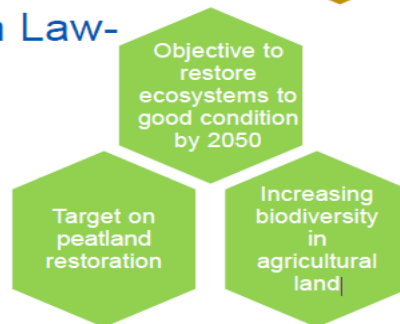 n Law-
Objective to
restore
ecosystems to
good condition
by 2050
Target on
peatland
restoration
Increasing
biodiversity
in
agricultural
land